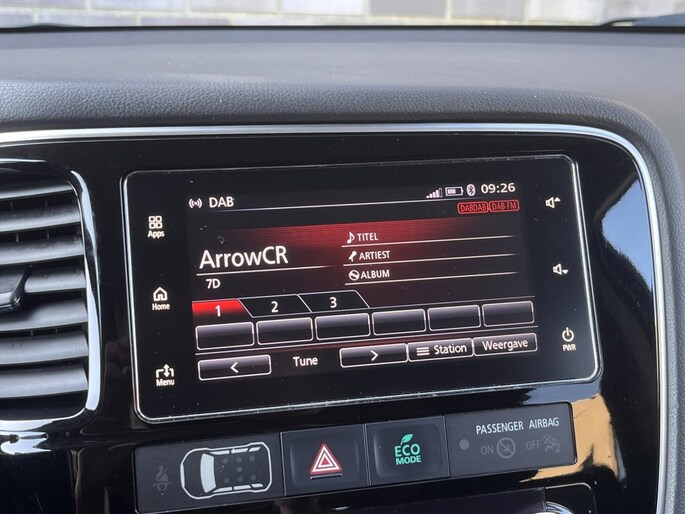 DAB
09:26
DABDAB DAB-FM
Apps
ArrowCR
TITEL
ARTIEST
7D
ALBUM
Home
1 2 3
< Tune > Station Weergave
PWR
Menu
ECO
MODE
PASSENGER AIRBAG
ON OFF